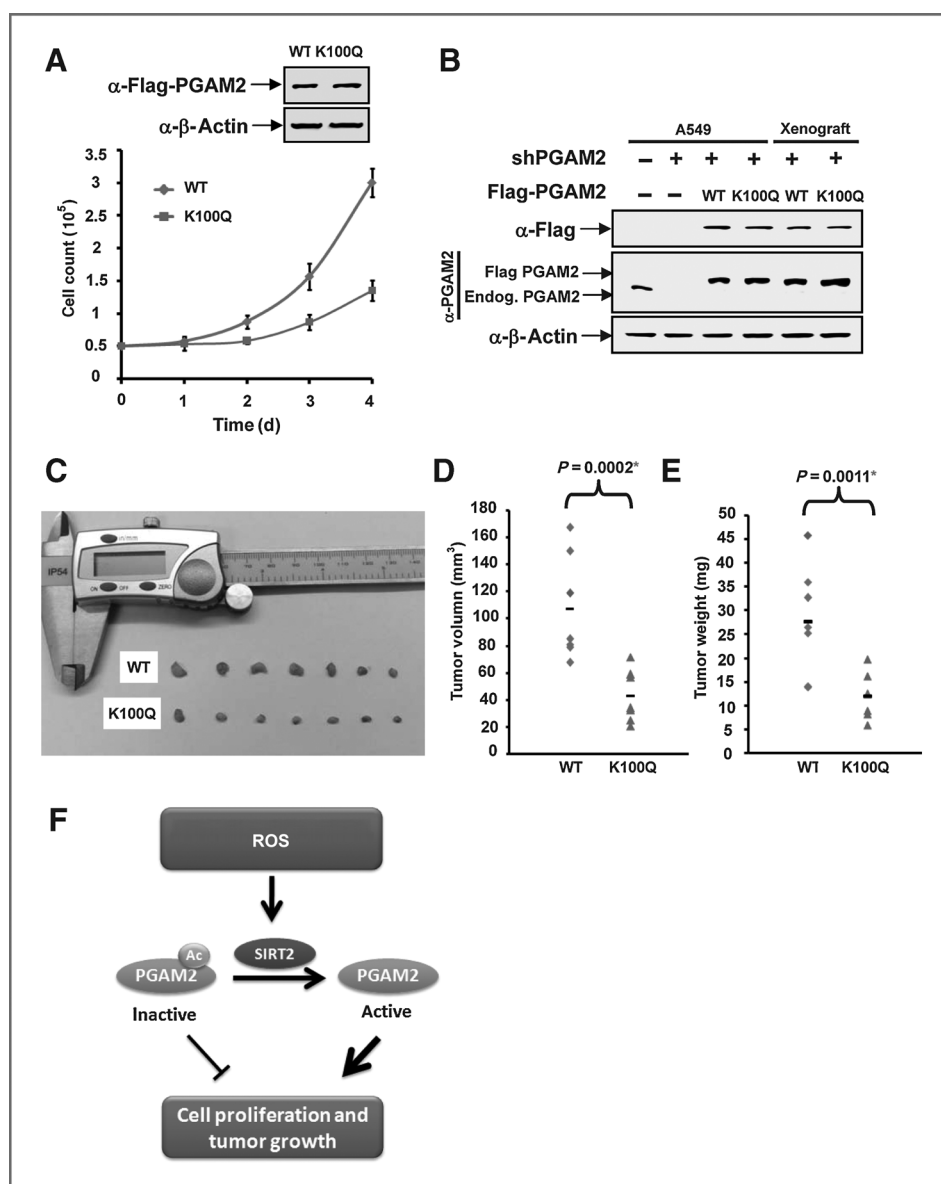 A
WT K100Q
α-Flag-PGAM2
α-β-Actin
3.5
3
2.5
2
1.5
1
0.5
0
Cell count (10⁵)
WT
K100Q
0 1 2 3 4
Time (d)
B
A549 Xenograft
shPGAM2 – + + + + +
Flag-PGAM2 – – WT K100Q WT K100Q
α-Flag
α-PGAM2
Flag PGAM2
Endog. PGAM2
α-β-Actin
C
IP54
ON OFF ZERO
WT
K100Q
D
P = 0.0002*
180
160
140
120
100
80
60
40
20
0
Tumor volumn (mm³)
WT K100Q
E
P = 0.0011*
50
45
40
35
30
25
20
15
10
5
0
Tumor weight (mg)
WT K100Q
F
ROS
Ac
PGAM2
SIRT2
PGAM2
Inactive
Active
Cell proliferation and
tumor growth